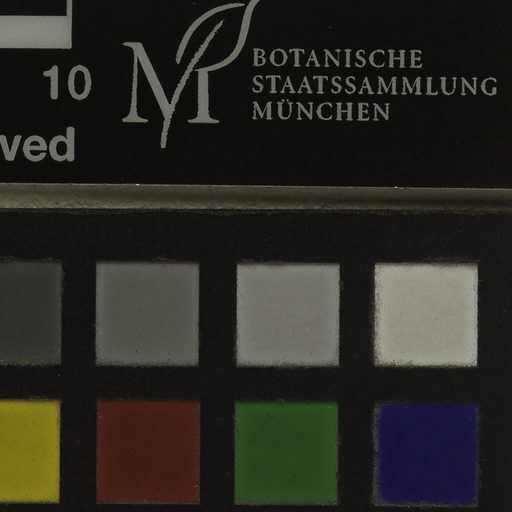 10
ved
M
BOTANISCHE
STAATSSAMMLUNG
MÜNCHEN